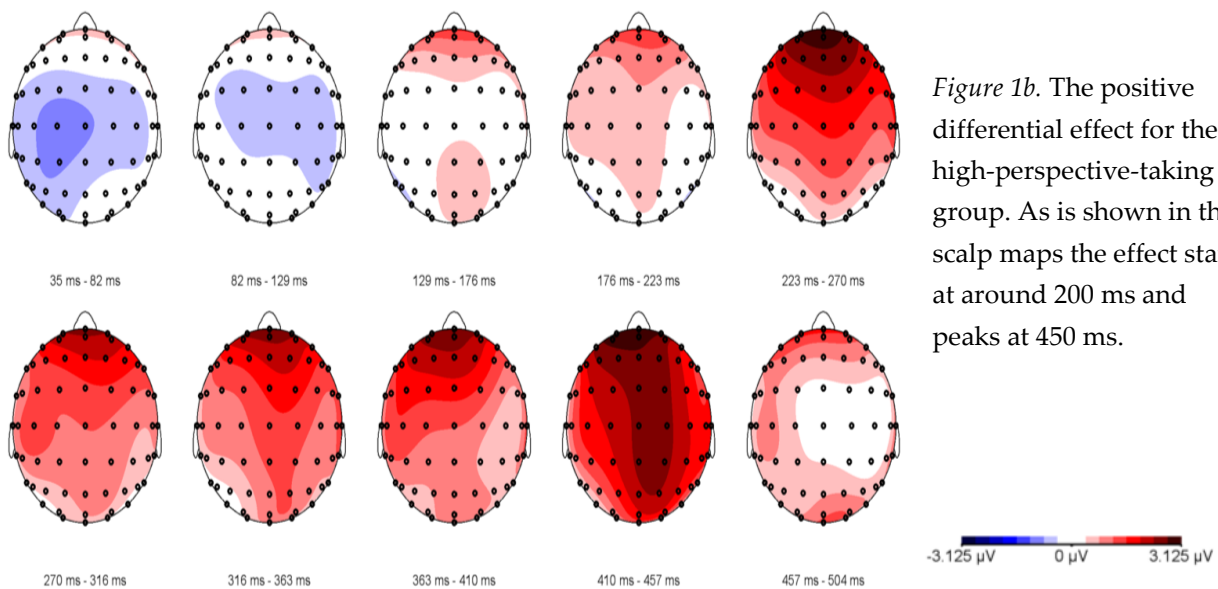 35 ms - 82 ms
82 ms - 129 ms
129 ms - 176 ms
176 ms - 223 ms
223 ms - 270 ms
270 ms - 316 ms
316 ms - 363 ms
363 ms - 410 ms
410 ms - 457 ms
457 ms - 504 ms
Figure 1b. The positive
differential effect for the
high-perspective-taking
group. As is shown in th
scalp maps the effect sta
at around 200 ms and
peaks at 450 ms.
-3.125 µV 0 µV 3.125 µV